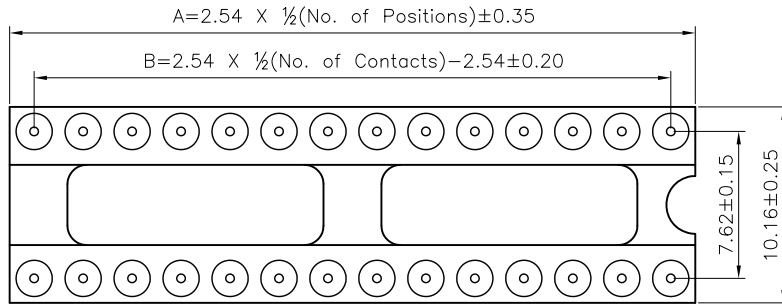 A=2.54 X ½(No. of Positions)±0.35
B=2.54 X ½(No. of Contacts)−2.54±0.20
7.62±0.15
10.16±0.25